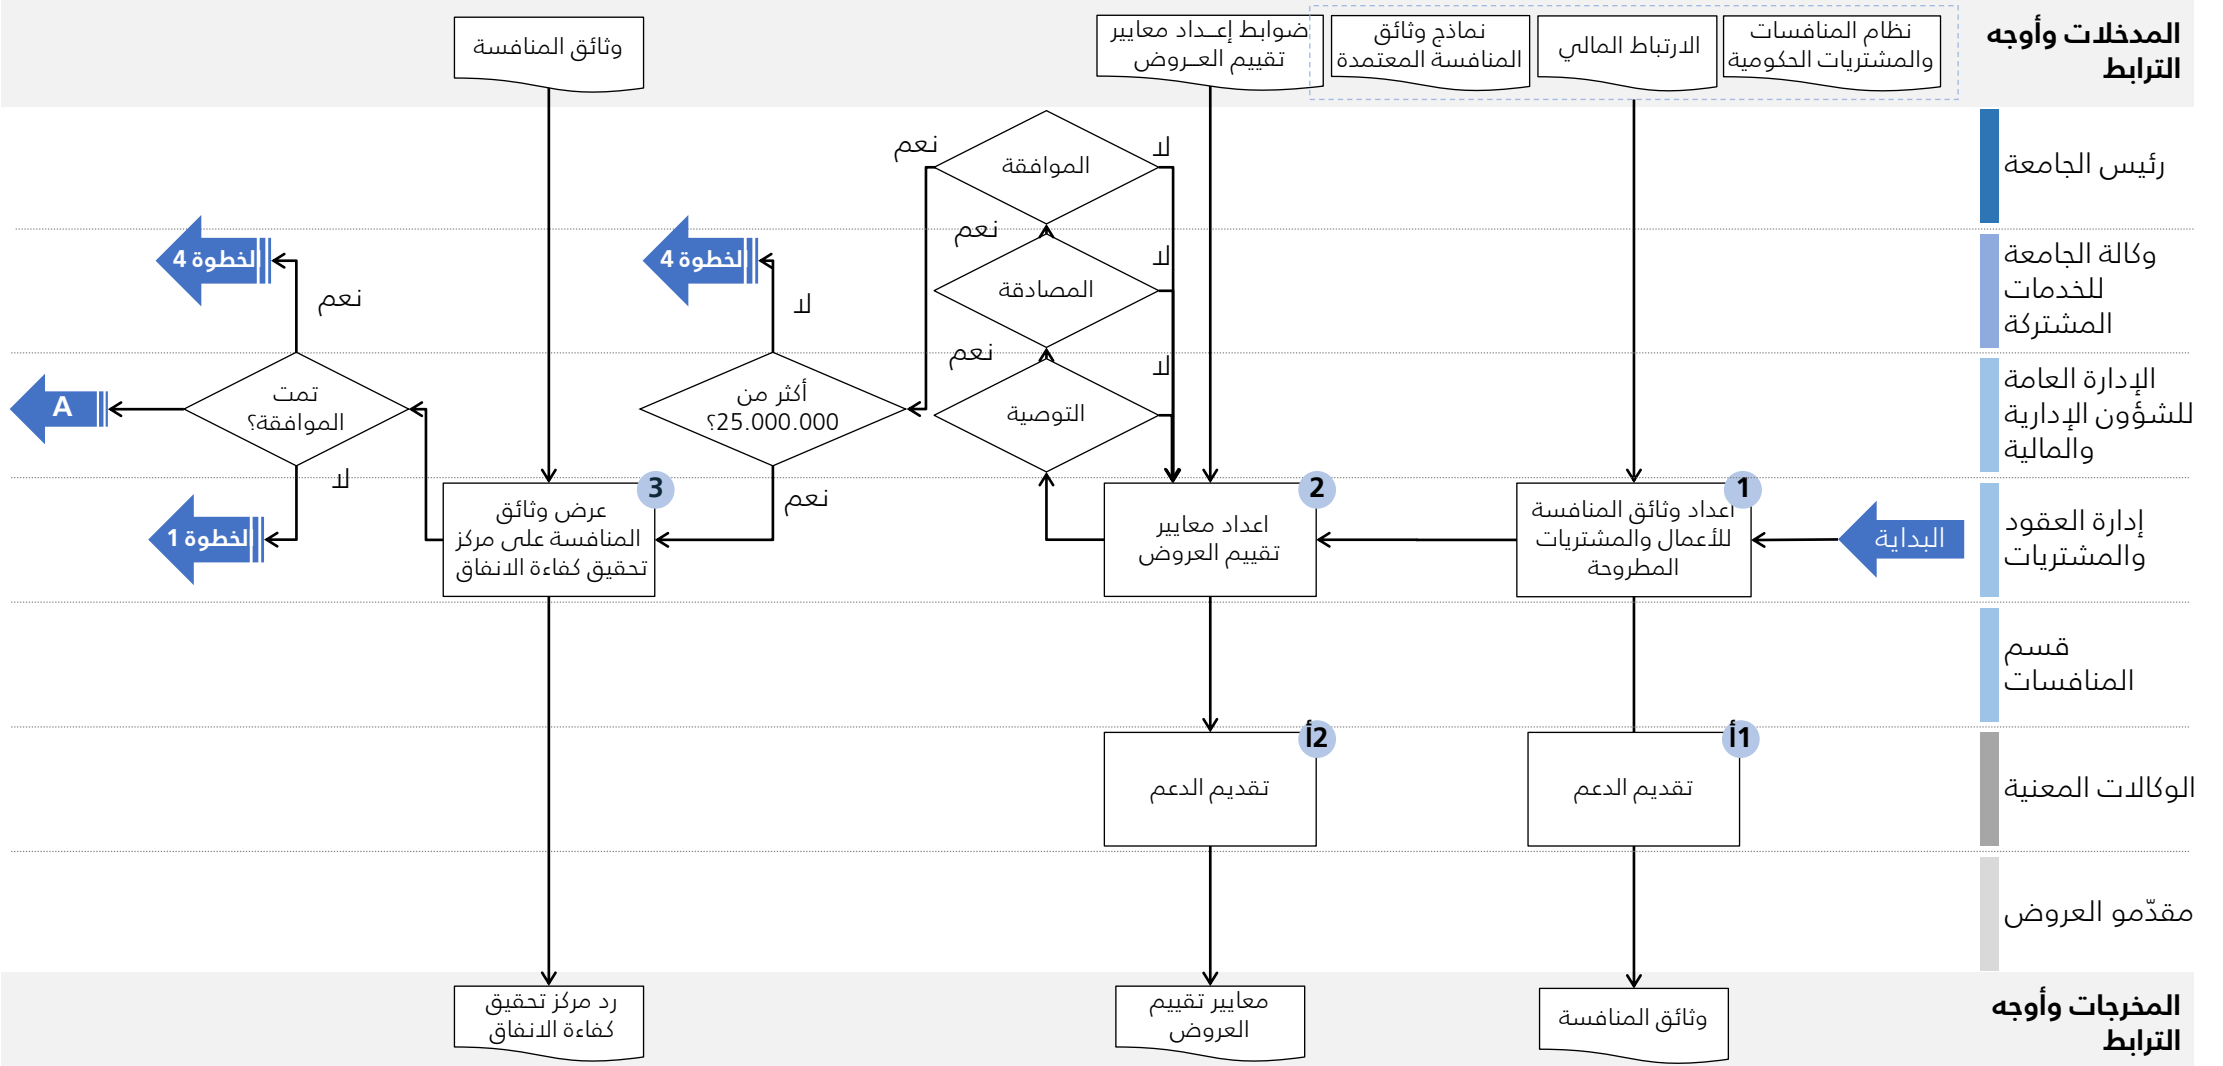 المدخلات وأوجه
الترابط
نظام المنافسات
والمشتريات الحكومية
الارتباط المالي
نماذج وثائق
المنافسة المعتمدة
ضوابط إعــداد معايير
تقييم العــروض
وثائق المنافسة
رئيس الجامعة
الموافقة
لا
نعم
وكالة الجامعة
للخدمات
المشتركة
المصادقة
لا
نعم
الخطوة 4
لا
الخطوة 4
نعم
الإدارة العامة
للشؤون الإدارية
والمالية
التوصية
لا
نعم
أكثر من
25.000.000؟
تمت
الموافقة؟
A
إدارة العقود
والمشتريات
البداية
1
اعداد وثائق المنافسة
للأعمال والمشتريات
المطروحة
2
اعداد معايير
تقييم العروض
نعم
3
عرض وثائق
المنافسة على مركز
تحقيق كفاءة الانفاق
لا
الخطوة 1
قسم
المنافسات
الوكالات المعنية
1أ
تقديم الدعم
2أ
تقديم الدعم
مقدّمو العروض
المخرجات وأوجه
الترابط
وثائق المنافسة
معايير تقييم
العروض
رد مركز تحقيق
كفاءة الانفاق